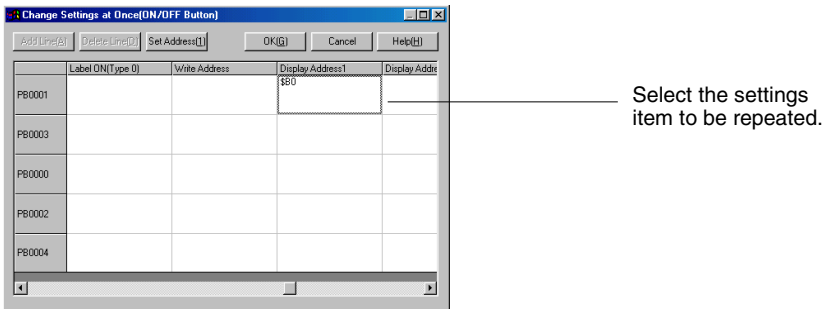 Change Settings at Once(ON/OFF Button)
Add Line(A) Delete Line(D) Set Address(1) OK(G) Cancel Help(H)
Label ON(Type 0) Write Address Display Address1 Display Addre
PB0001 $B0
PB0003
PB0000
PB0002
PB0004
Select the settings
item to be repeated.